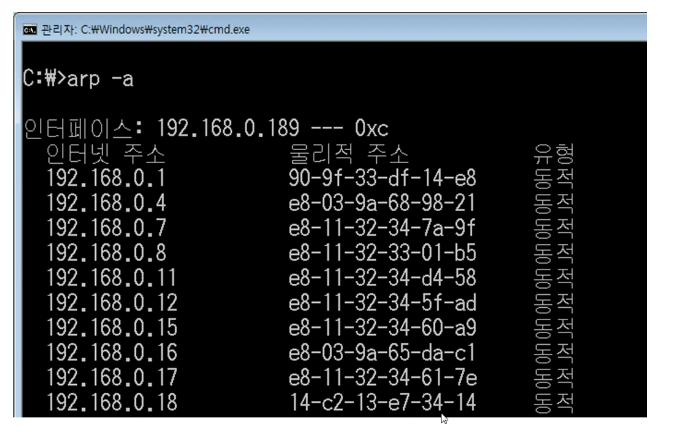 관리자: C:₩Windows₩system32₩cmd.exe
C:₩>arp -a
인터페이스: 192.168.0.189 --- 0xc
인터넷 주소 물리적 주소 유형
192.168.0.1 90-9f-33-df-14-e8 동적
192.168.0.4 e8-03-9a-68-98-21 동적
192.168.0.7 e8-11-32-34-7a-9f 동적
192.168.0.8 e8-11-32-33-01-b5 동적
192.168.0.11 e8-11-32-34-d4-58 동적
192.168.0.12 e8-11-32-34-5f-ad 동적
192.168.0.15 e8-11-32-34-60-a9 동적
192.168.0.16 e8-03-9a-65-da-c1 동적
192.168.0.17 e8-11-32-34-61-7e 동적
192.168.0.18 14-c2-13-e7-34-14 동적